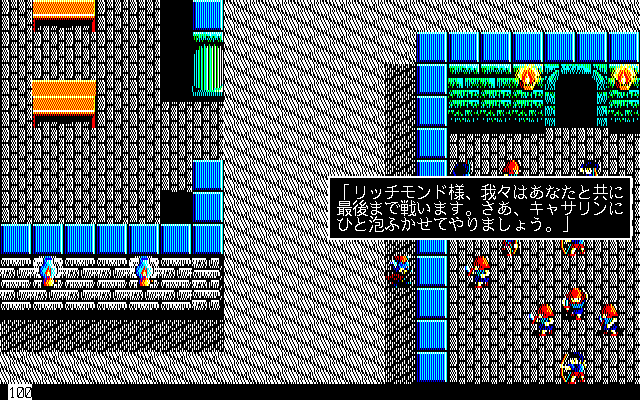 「リッチモンド様、我々はあなたと共に
最後まで戦います。さあ、キャサリンに
ひと泡ふかせてやりましょう。」
100